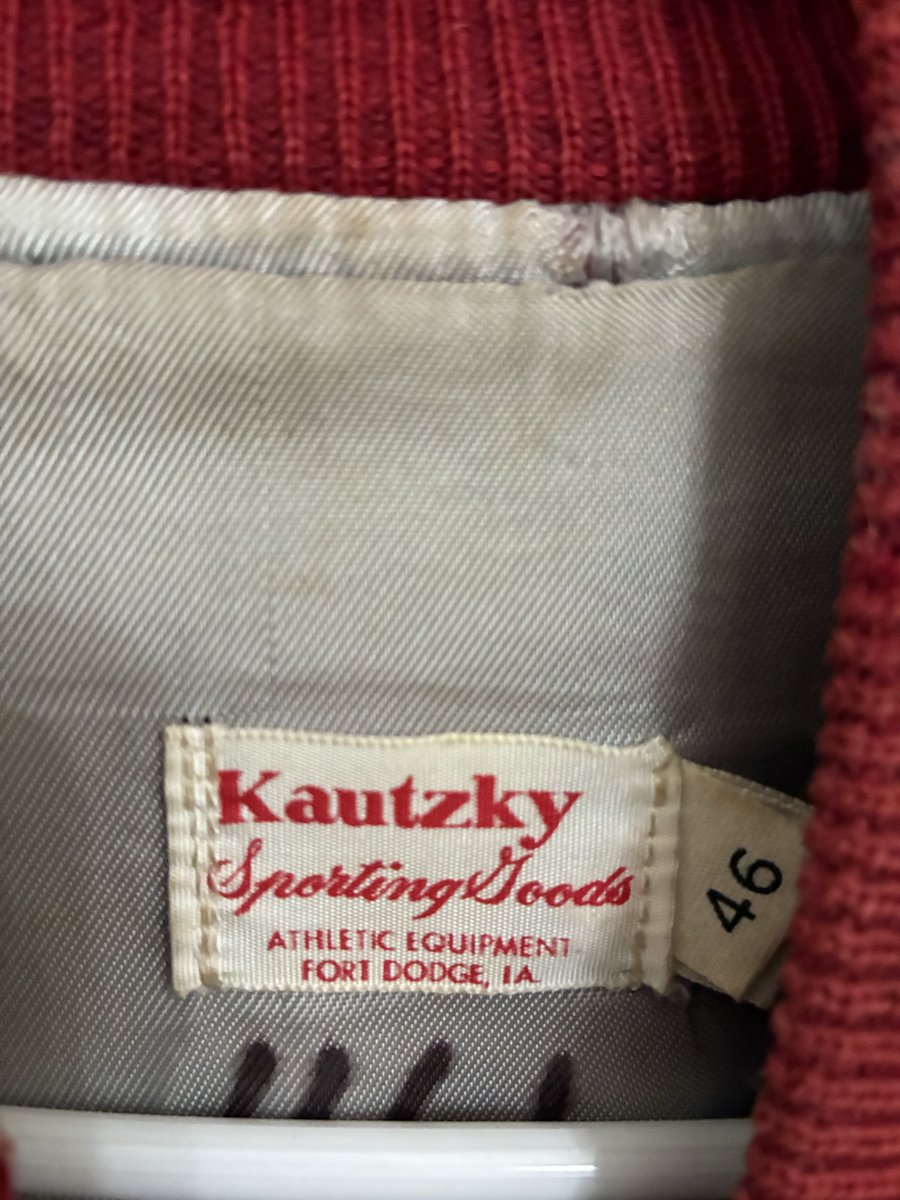 Kautzky
Sporting Goods
ATHLETIC EQUIPMENT
FORT DODGE, IA.
46